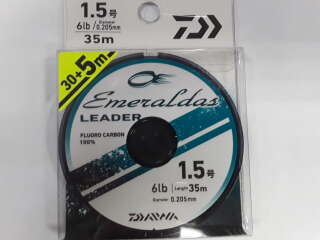 1.5号
6lb / Diameter 0.205mm
35m
30+5m
Emeraldas
LEADER
FLUORO CARBON
100%
1.5号
6lb Length 35m
Diameter 0.205mm
DAIWA